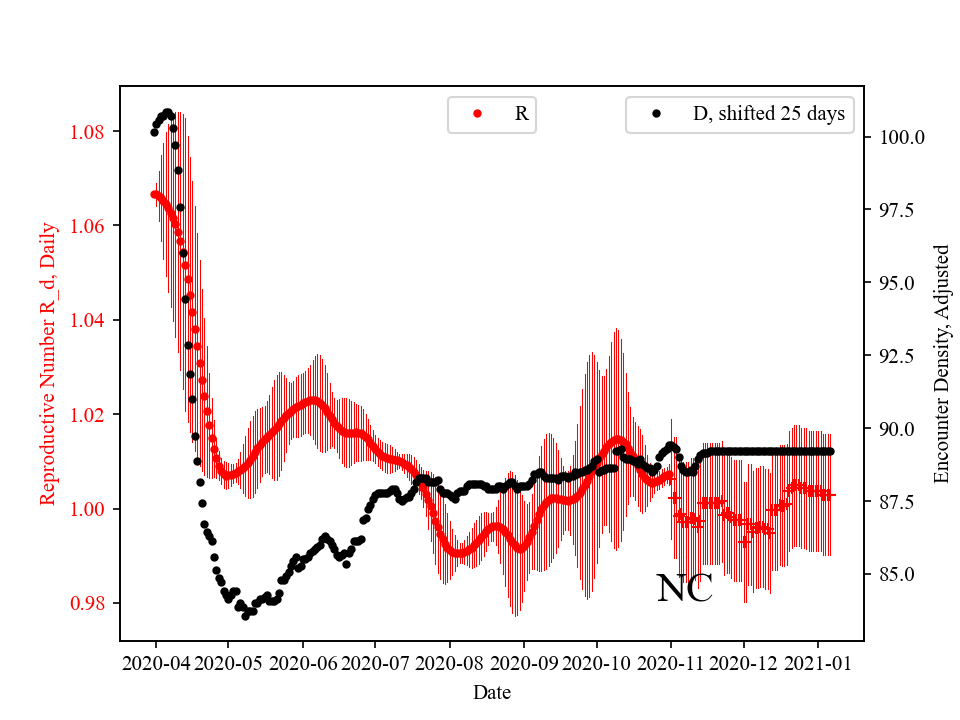 R
D, shifted 25 days
1.08
1.06
1.04
1.02
1.00
0.98
Reproductive Number R_d, Daily
100.0
97.5
95.0
92.5
90.0
87.5
85.0
Encounter Density, Adjusted
NC
2020-04 2020-05 2020-06 2020-07 2020-08 2020-09 2020-10 2020-11 2020-12 2021-01
Date